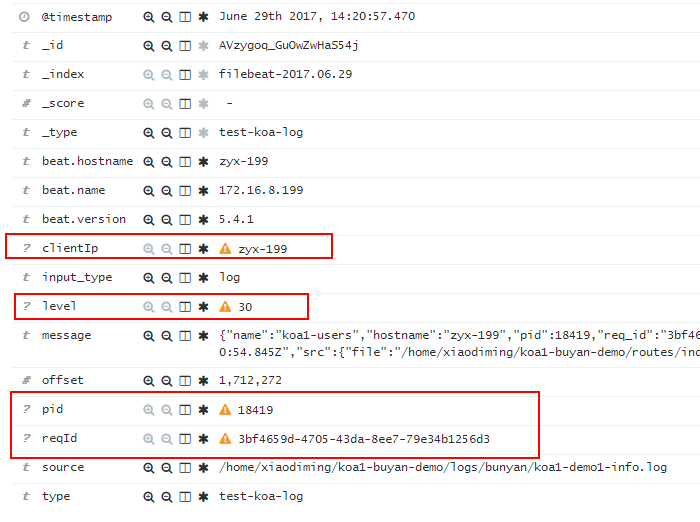 @timestamp June 29th 2017, 14:20:57.470
t _id AVzygoq_GuOwZwHaS54j
t _index filebeat-2017.06.29
# _score -
t _type test-koa-log
t beat.hostname zyx-199
t beat.name 172.16.8.199
t beat.version 5.4.1
? clientIp zyx-199
t input_type log
? level 30
t message {"name":"koa1-users","hostname":"zyx-199","pid":18419,"req_id":"3bf46
0:54.845Z","src":{"file":"/home/xiaodiming/koa1-buyan-demo/routes/ind
# offset 1,712,272
? pid 18419
? reqId 3bf4659d-4705-43da-8ee7-79e34b1256d3
t source /home/xiaodiming/koa1-buyan-demo/logs/bunyan/koa1-demo1-info.log
t type test-koa-log